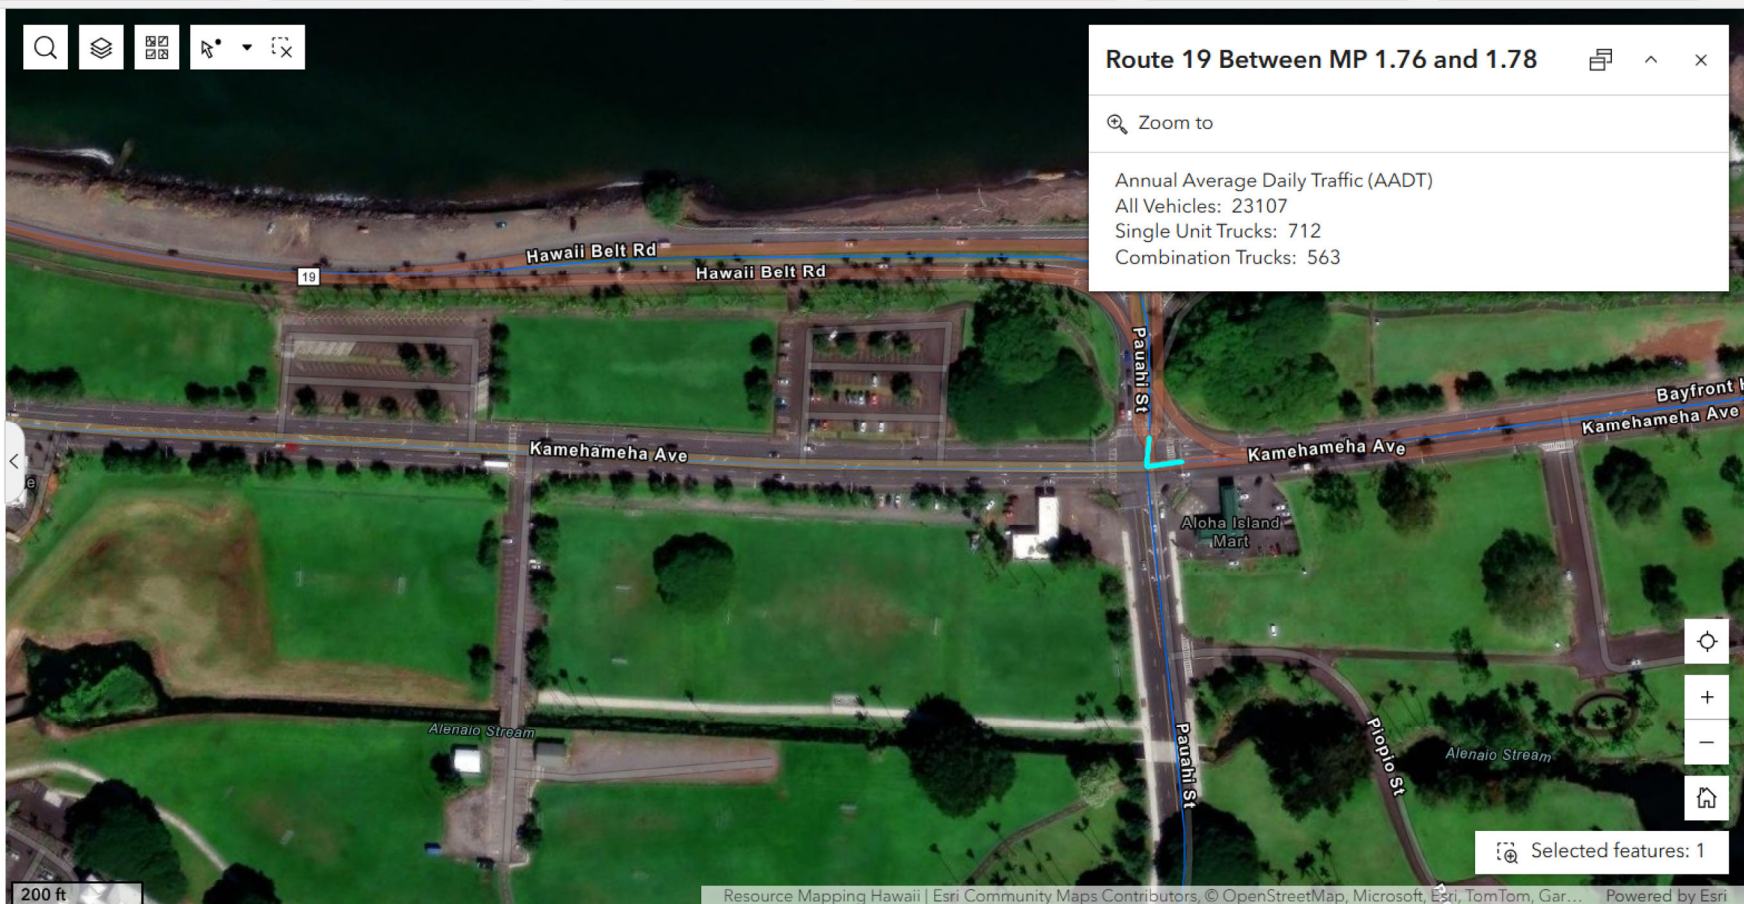 Route 19 Between MP 1.76 and 1.78
Zoom to
Annual Average Daily Traffic (AADT)
All Vehicles: 23107
Single Unit Trucks: 712
Combination Trucks: 563
Hawaii Belt Rd
Hawaii Belt Rd
19
Pauahi St
Bayfront
Kamehameha Ave
Kamehameha Ave
Kamehameha Ave
Aloha Island
Mart
Alenaio Stream
Pauahi St
Piopio St
Alenaio Stream
Selected features: 1
200 ft
Resource Mapping Hawaii | Esri Community Maps Contributors, © OpenStreetMap, Microsoft, Esri, TomTom, Gar... Powered by Esri